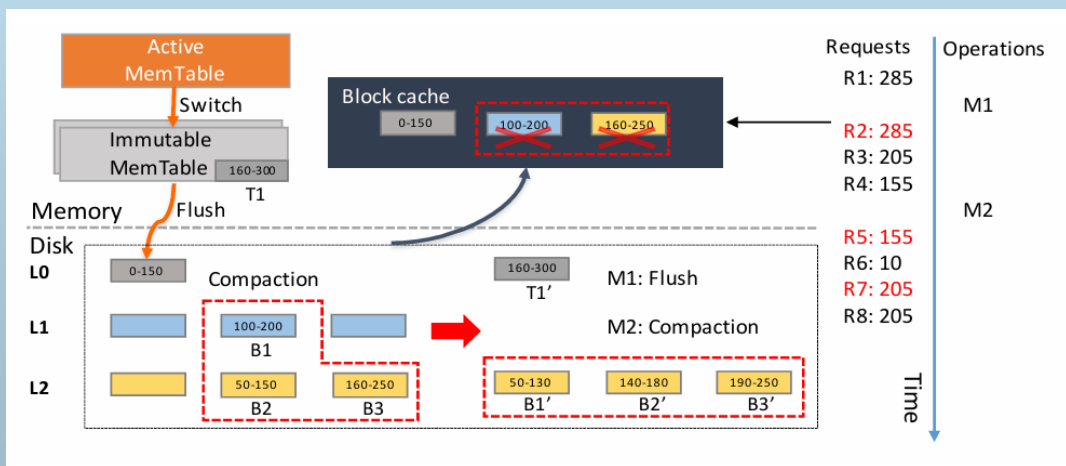 Active
MemTable
Switch
Immutable
MemTable
160-300
T1
Flush
Memory
Disk
Block cache
0-150
100-200
160-250
Requests
Operations
R1: 285
M1
R2: 285
R3: 205
R4: 155
M2
R5: 155
R6: 10
R7: 205
R8: 205
Time
L0
0-150
Compaction
160-300
T1’
M1: Flush
L1
100-200
B1
M2: Compaction
L2
50-150
B2
160-250
B3
50-130
B1’
140-180
B2’
190-250
B3’